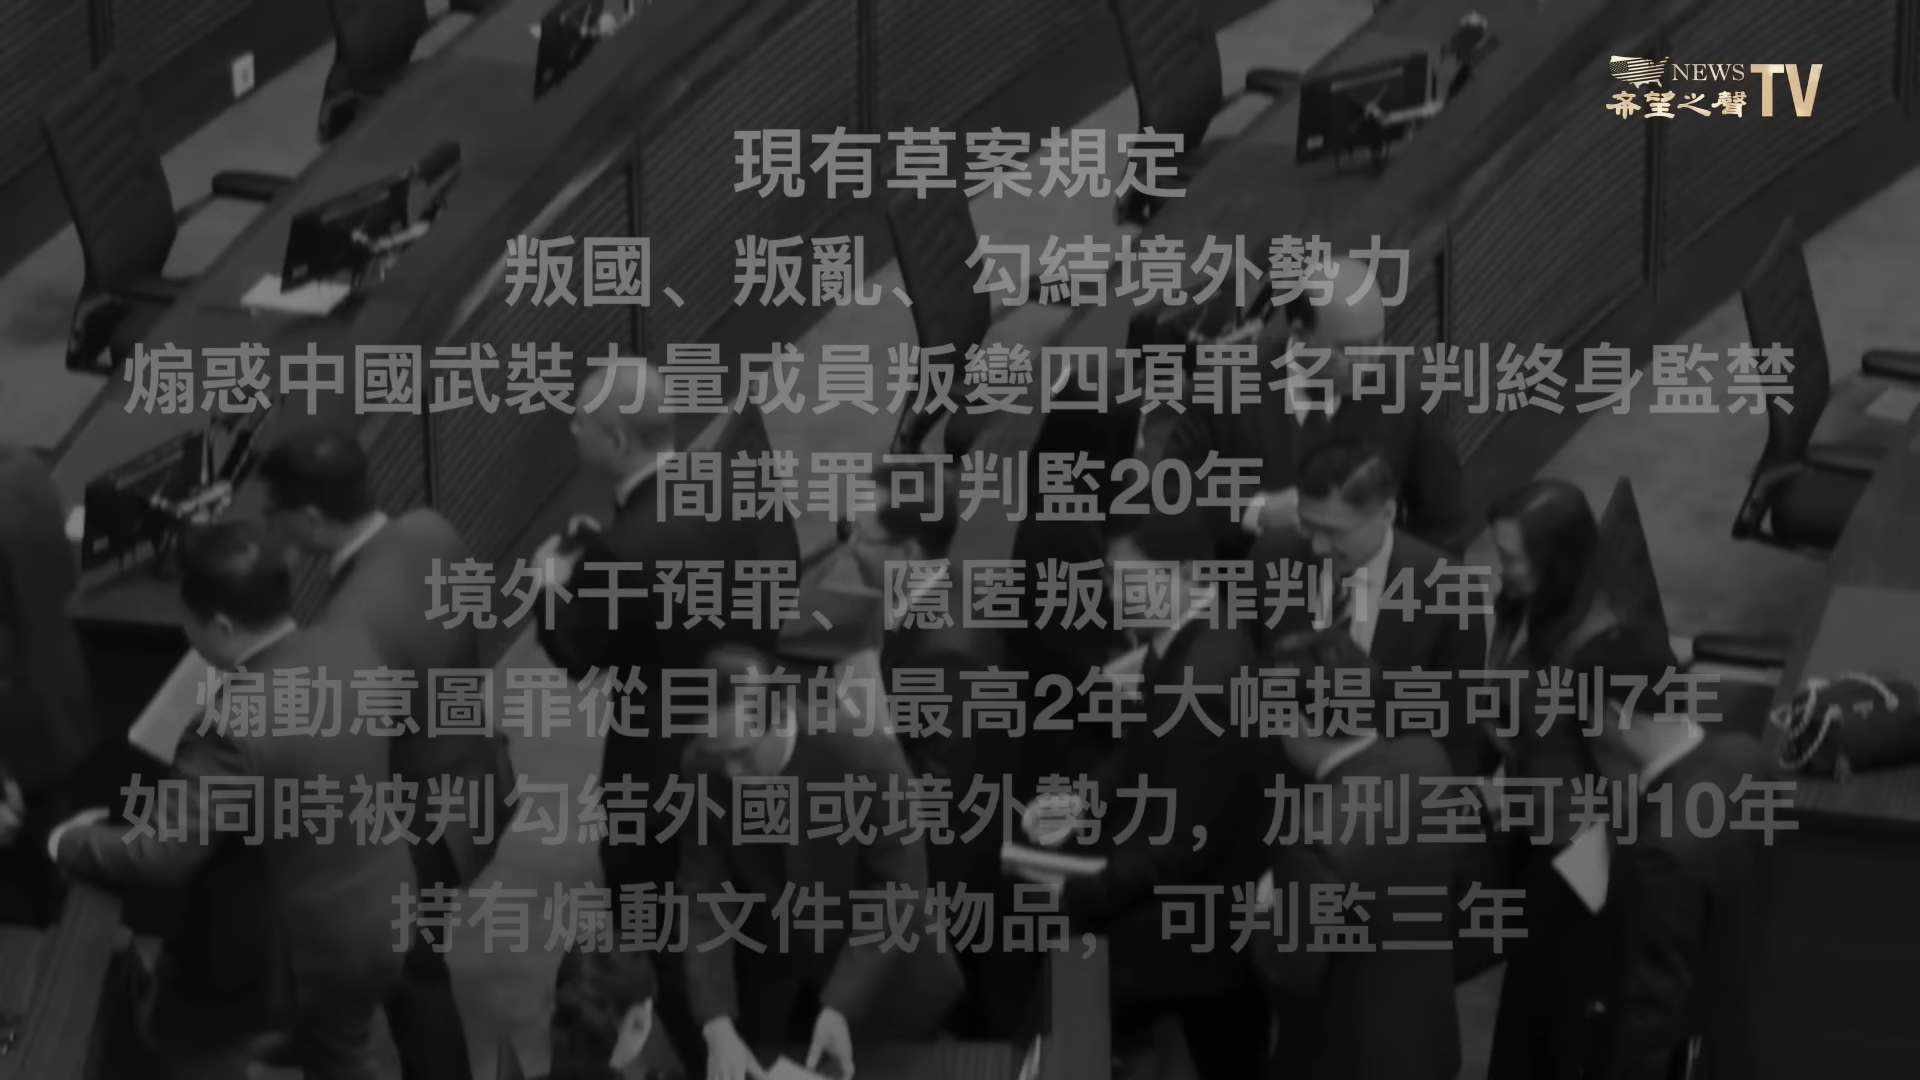 NEWS
希望之聲TV
現有草案規定
叛國、叛亂、勾結境外勢力
煽惑中國武裝力量成員叛變四項罪名可判終身監禁
間諜罪可判監20年
境外干預罪、隱匿叛國罪判14年
煽動意圖罪從目前的最高2年大幅提高可判7年
如同時被判勾結外國或境外勢力，加刑至可判10年
持有煽動文件或物品，可判監三年